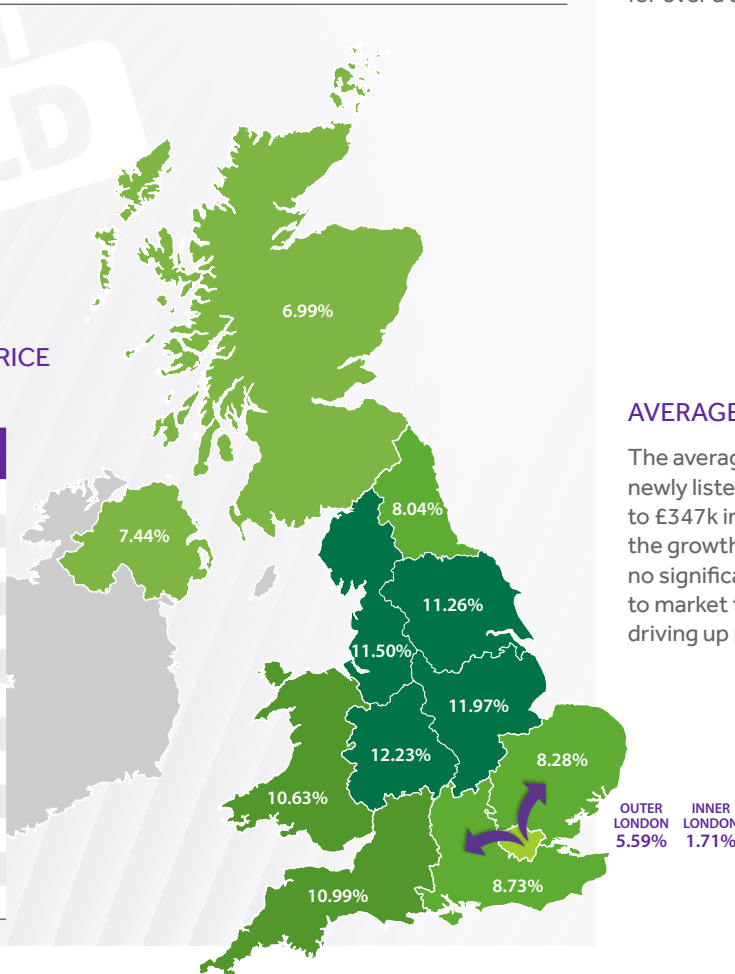 LD
RICE
6.99%
7.44%
8.04%
11.26%
11.50%
11.97%
12.23%
8.28%
10.63%
10.99%
8.73%
OUTER LONDON 5.59%
INNER LONDON 1.71%
AVERAGE
The averag
newly liste
to £347k in
the growth
no significa
to market t
driving up